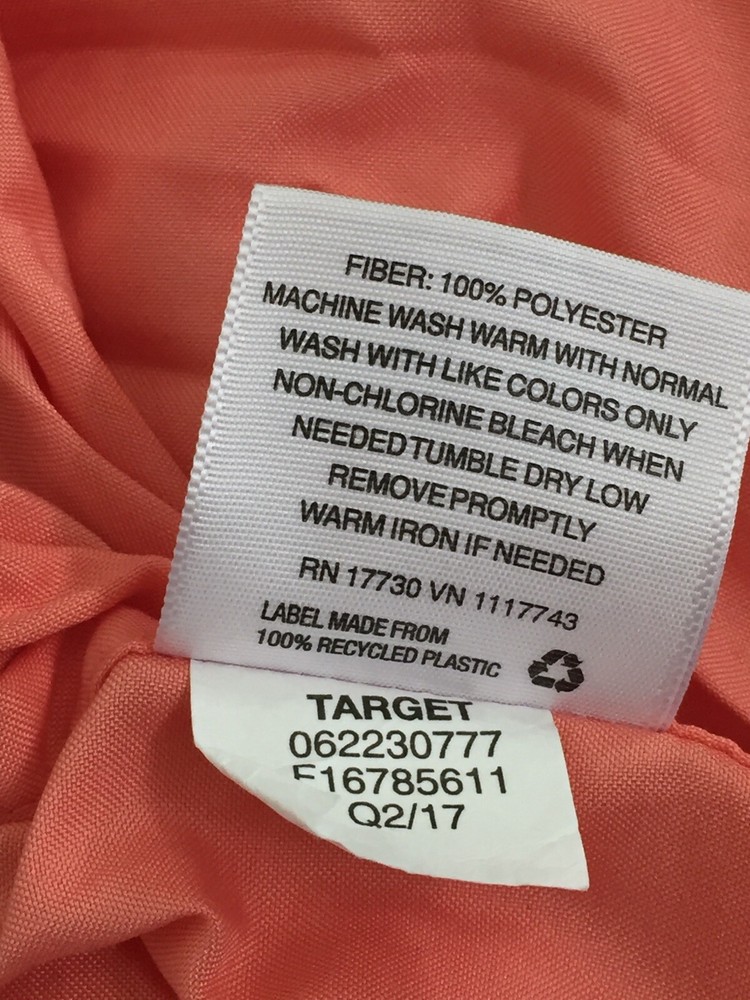 FIBER: 100% POLYESTER
MACHINE WASH WARM WITH NORMAL
WASH WITH LIKE COLORS ONLY
NON-CHLORINE BLEACH WHEN
NEEDED TUMBLE DRY LOW
REMOVE PROMPTLY
WARM IRON IF NEEDED
RN 17730 VN 1117743
LABEL MADE FROM
100% RECYCLED PLASTIC
TARGET
062230777
F16785611
Q2/17